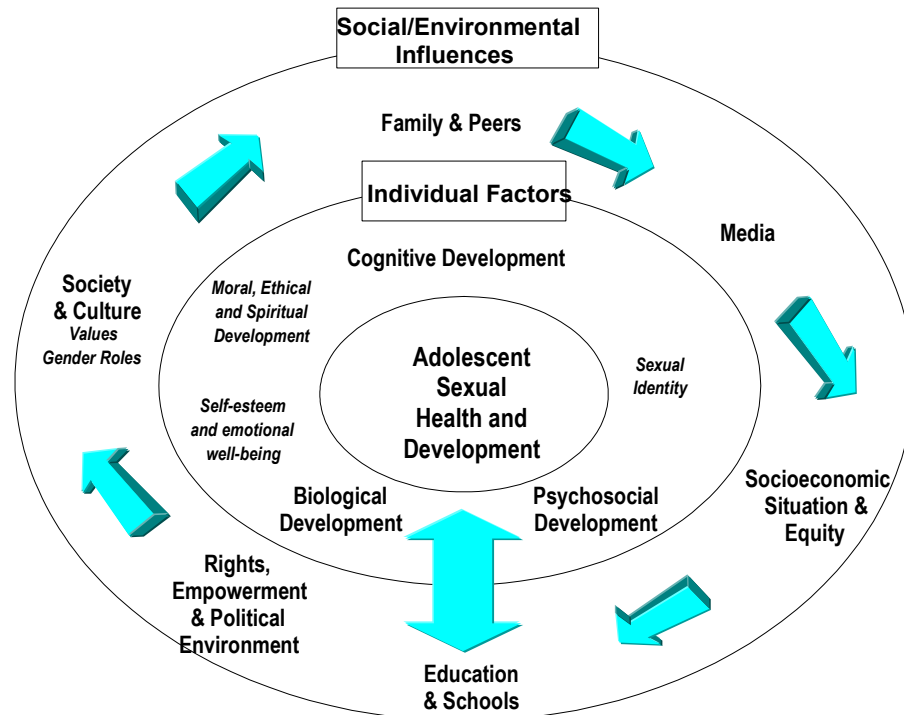 Social/Environmental
Influences
Family & Peers
Individual Factors
Media
Cognitive Development
Society
& Culture
Values
Gender Roles
Moral, Ethical
and Spiritual
Development
Adolescent
Sexual
Health and
Development
Sexual
Identity
Self-esteem
and emotional
well-being
Socioeconomic
Situation &
Equity
Biological
Development
Psychosocial
Development
Rights,
Empowerment
& Political
Environment
Education
& Schools